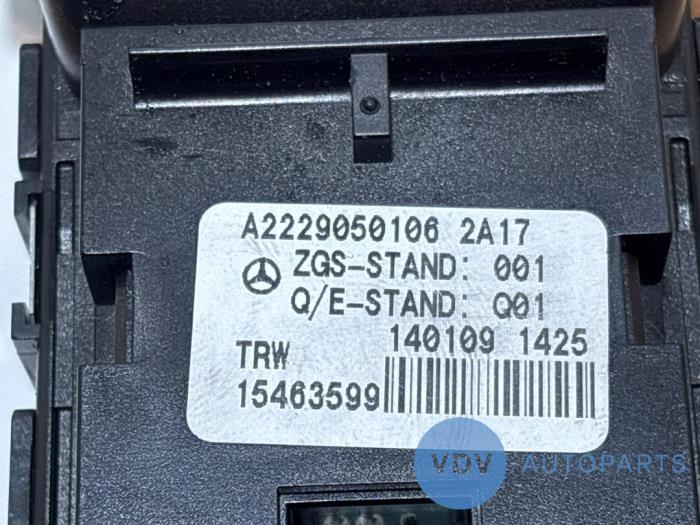 A2229050106 2A17
ZGS-STAND: 001
Q/E-STAND: Q01
140109 1425
TRW
15463599
VDV AUTOPARTS